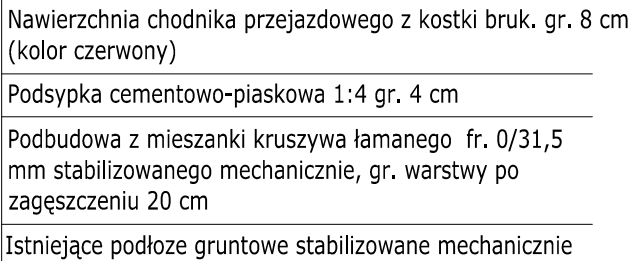 Nawierzchnia chodnika przejazdowego z kostki bruk. gr. 8 cm
(kolor czerwony)
Podsypka cementowo-piaskowa 1:4 gr. 4 cm
Podbudowa z mieszanki kruszywa łamanego fr. 0/31,5
mm stabilizowanego mechanicznie, gr. warstwy po
zagęszczeniu 20 cm
Istniejące podłoze gruntowe stabilizowane mechanicznie